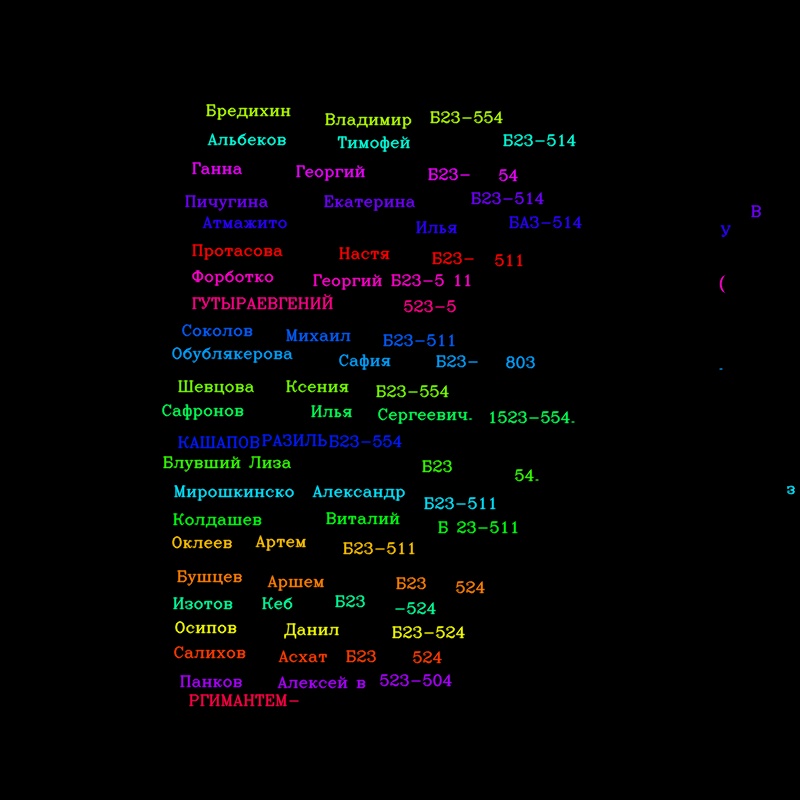 Бредихин Владимир Б23-554
Альбеков Тимофей Б23-514
Ганна Георгий Б23- 54
Пичугина Екатерина Б23-514 В
Атмажито Илья БАЗ-514 У
Протасова Настя Б23- 511
Форботко Георгий Б23-5 11 (
ГУТЫРАЕВГЕНИЙ 523-5
Соколов Михаил Б23-511
Обублякерова Сафия Б23- 803 .
Шевцова Ксения Б23-554
Сафронов Илья Сергеевич. 1523-554.
КАШАПОВ РАЗИЛЬ Б23-554
Блувший Лиза Б23 54.
Мирошкинско Александр Б23-511 з
Колдашев Виталий Б 23-511
Оклеев Артем Б23-511
Бушцев Аршем Б23 524
Изотов Кеб Б23 -524
Осипов Данил Б23-524
Салихов Асхат Б23 524
Панков Алексей в 523-504
РГИМАНТЕМ-